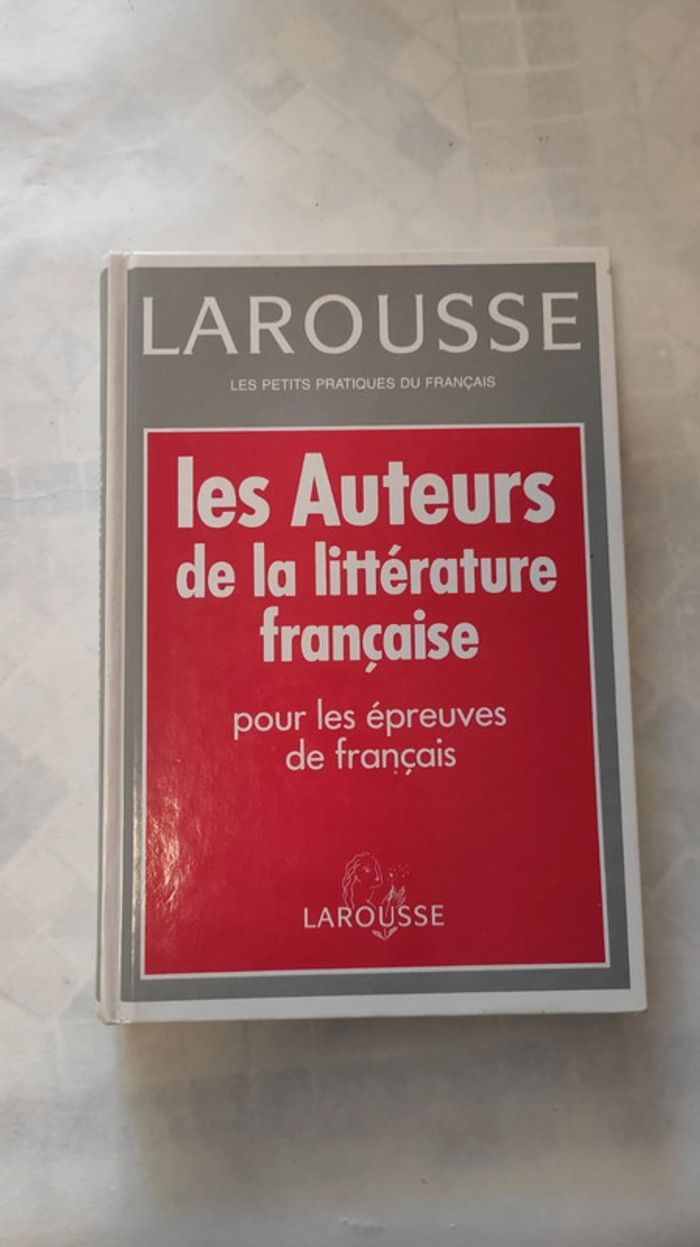 LAROUSSE
LES PETITS PRATIQUES DU FRANÇAIS
les Auteurs
de la littérature
française
pour les épreuves
de français
LAROUSSE